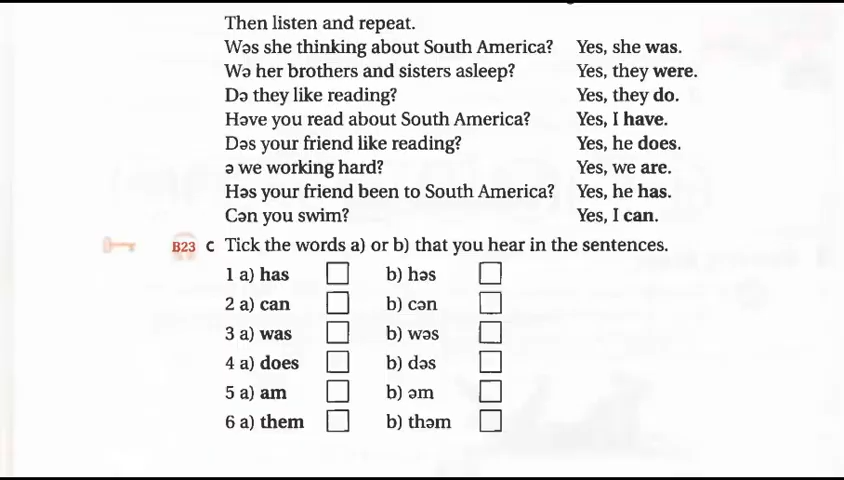 Then listen and repeat.
Wəs she thinking about South America? Yes, she was.
Wə her brothers and sisters asleep? Yes, they were.
Də they like reading? Yes, they do.
Həve you read about South America? Yes, I have.
Dəs your friend like reading? Yes, he does.
ə we working hard? Yes, we are.
Həs your friend been to South America? Yes, he has.
Cən you swim? Yes, I can.
B23 C Tick the words a) or b) that you hear in the sentences.
1 a) has b) həs
2 a) can b) cən
3 a) was b) wəs
4 a) does b) dəs
5 a) am b) əm
6 a) them b) thəm